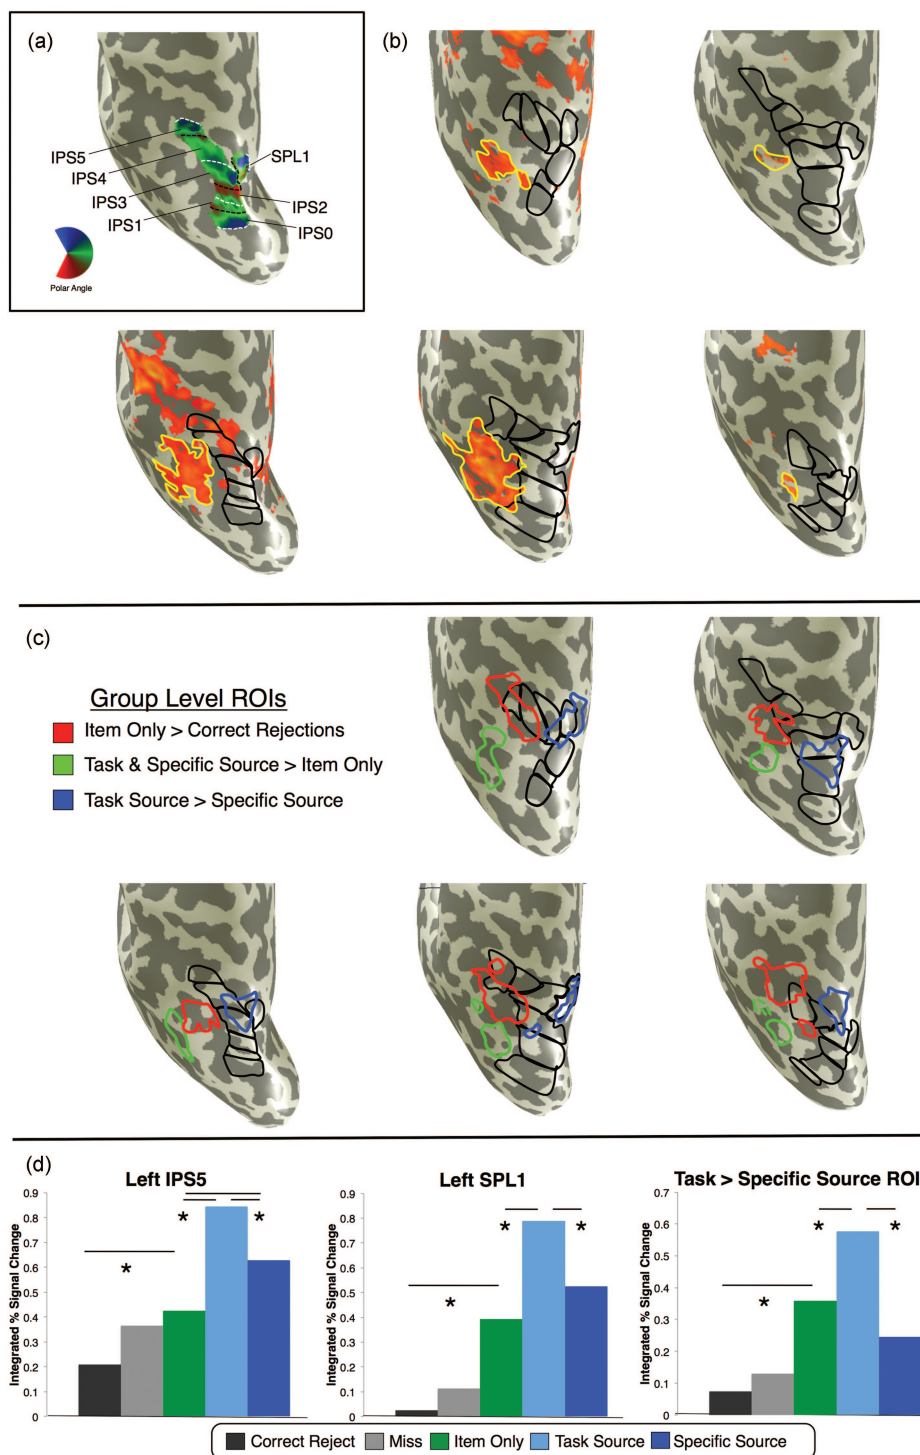 (a)
(b)
IPS5
SPL1
IPS4
IPS3
IPS2
IPS1
IPS0
Polar Angle
(c)
Group Level ROIs
Item Only > Correct Rejections
Task & Specific Source > Item Only
Task Source > Specific Source
(d)
Left IPS5
Integrated % Signal Change
0.9
0.8
0.7
0.6
0.5
0.4
0.3
0.2
0.1
0
*
*
*
Left SPL1
Integrated % Signal Change
0.9
0.8
0.7
0.6
0.5
0.4
0.3
0.2
0.1
0
*
*
*
Task > Specific Source ROI
Integrated % Signal Change
0.7
0.6
0.5
0.4
0.3
0.2
0.1
0
*
*
*
Correct Reject Miss Item Only Task Source Specific Source